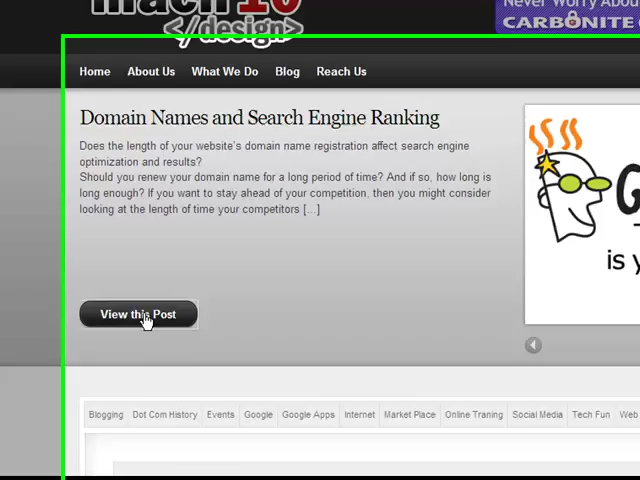 mach10
</design>
Never Worry Abou
CARBONITE
Home About Us What We Do Blog Reach Us
Domain Names and Search Engine Ranking
Does the length of your website's domain name registration affect search engine
optimization and results?
Should you renew your domain name for a long period of time? And if so, how long is
long enough? If you want to stay ahead of your competition, then you might consider
looking at the length of time your competitors [...]
G
is y
View this Post
Blogging Dot Com History Events Google Google Apps Internet Market Place Online Traning Social Media Tech Fun Web